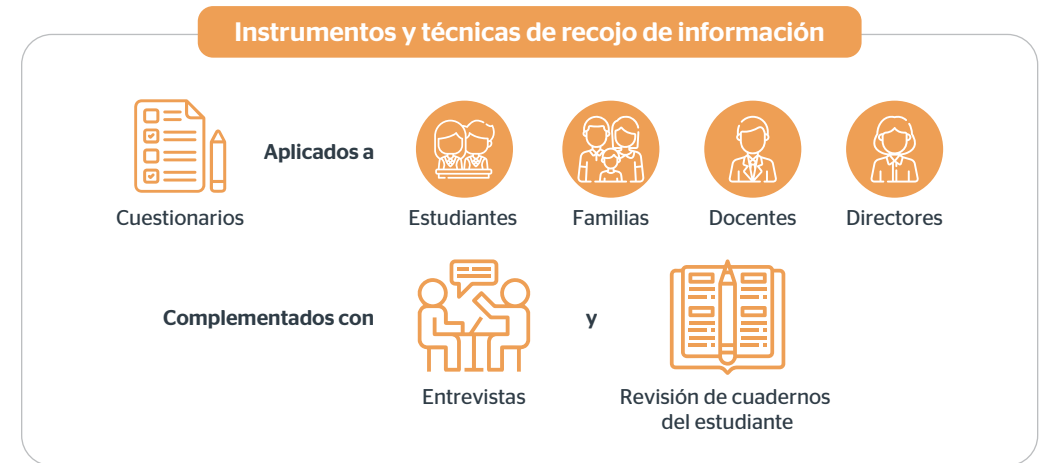 Instrumentos y técnicas de recojo de información
Aplicados a
Cuestionarios
Estudiantes
Familias
Docentes
Directores
Complementados con
y
Entrevistas
Revisión de cuadernos
del estudiante